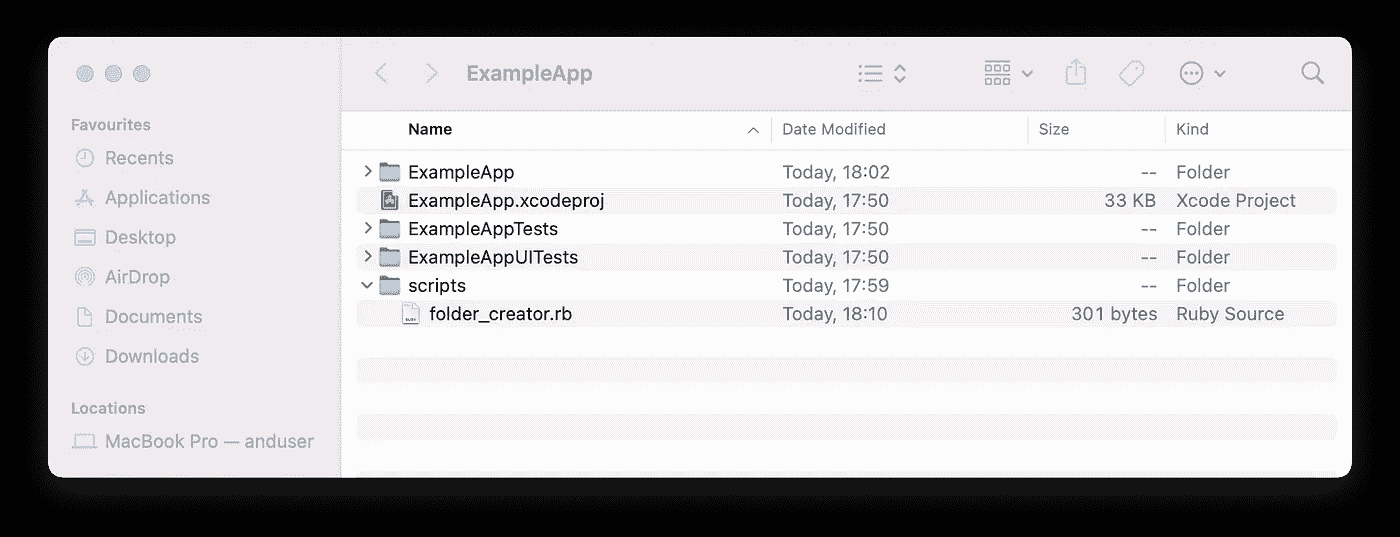 ExampleApp
Favourites
Recents
Applications
Desktop
AirDrop
Documents
Downloads
Locations
MacBook Pro — anduser
Name Date Modified Size Kind
ExampleApp Today, 18:02 -- Folder
ExampleApp.xcodeproj Today, 17:50 33 KB Xcode Project
ExampleAppTests Today, 17:50 -- Folder
ExampleAppUITests Today, 17:50 -- Folder
scripts Today, 17:59 -- Folder
folder_creator.rb Today, 18:10 301 bytes Ruby Source